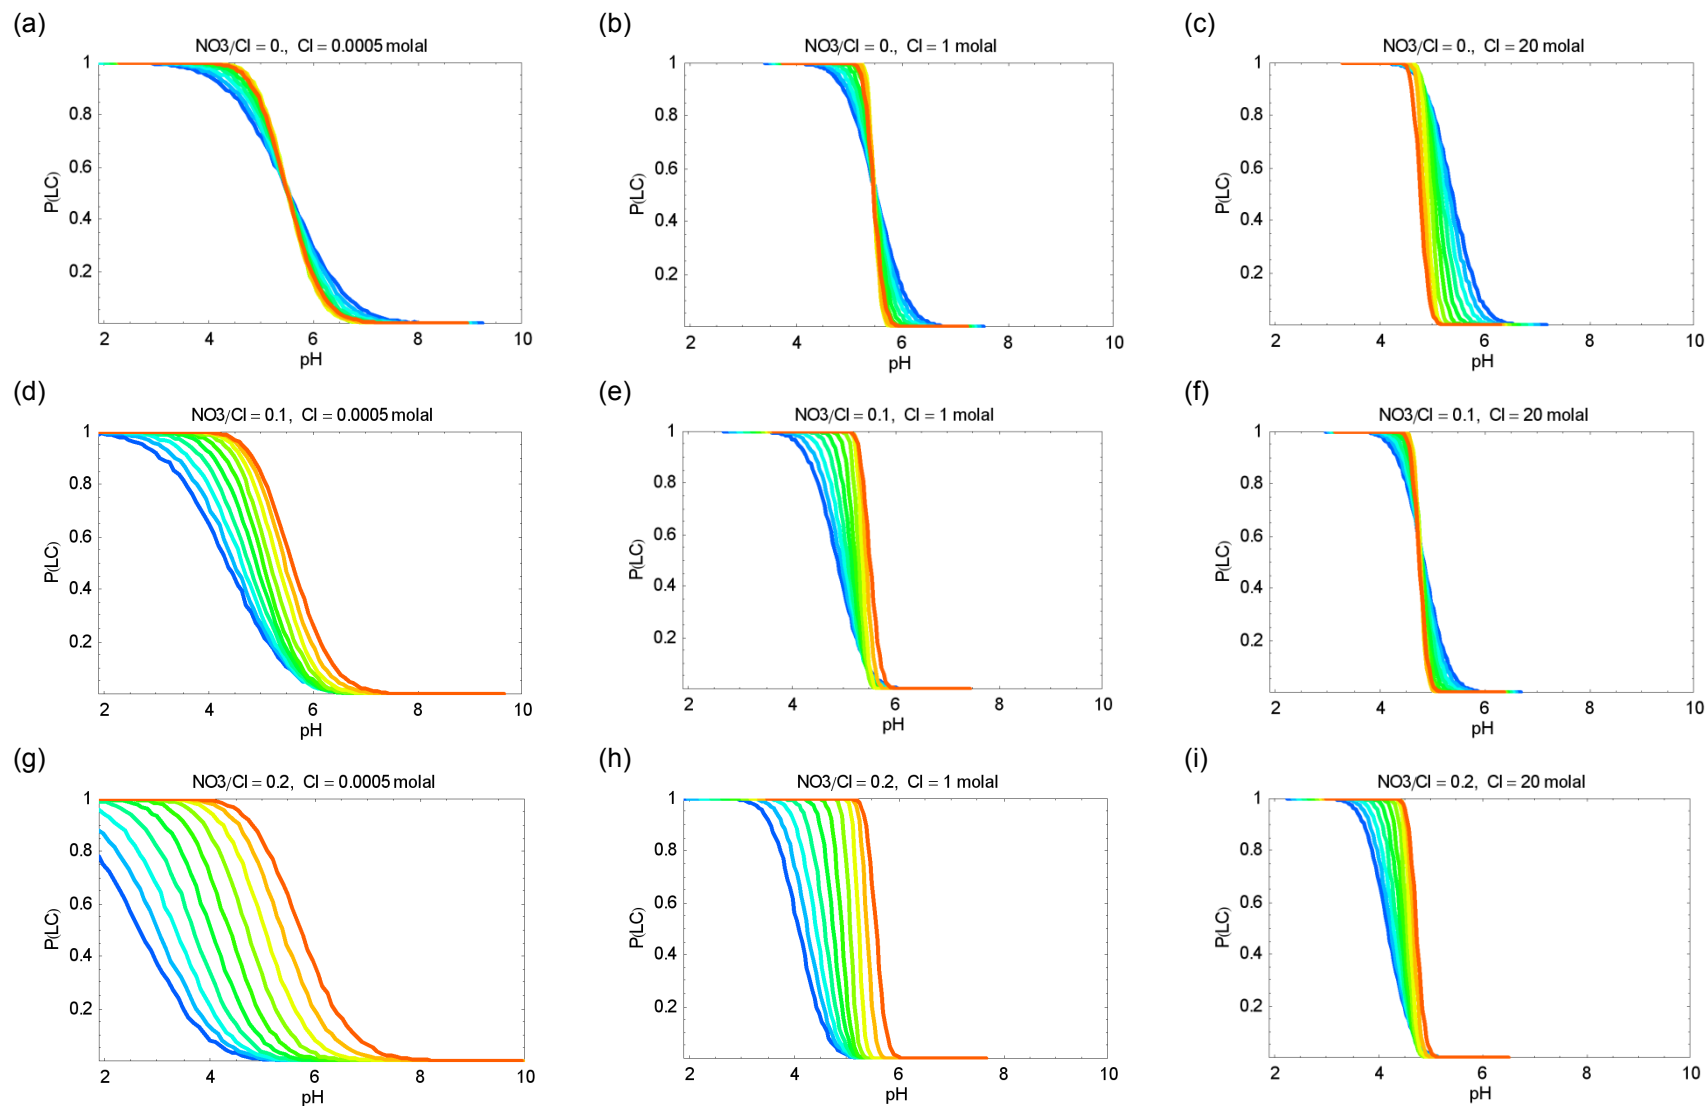 (a)
NO3/Cl = 0., Cl = 0.0005 molal
1
0.8
0.6
0.4
0.2
P(LC)
2 4 6 8 10
pH
(b)
NO3/Cl = 0., Cl = 1 molal
1
0.8
0.6
0.4
0.2
P(LC)
2 4 6 8 10
pH
(c)
NO3/Cl = 0., Cl = 20 molal
1
0.8
0.6
0.4
0.2
P(LC)
2 4 6 8 10
pH
(d)
NO3/Cl = 0.1, Cl = 0.0005 molal
1
0.8
0.6
0.4
0.2
P(LC)
2 4 6 8 10
pH
(e)
NO3/Cl = 0.1, Cl = 1 molal
1
0.8
0.6
0.4
0.2
P(LC)
2 4 6 8 10
pH
(f)
NO3/Cl = 0.1, Cl = 20 molal
1
0.8
0.6
0.4
0.2
P(LC)
2 4 6 8 10
pH
(g)
NO3/Cl = 0.2, Cl = 0.0005 molal
1
0.8
0.6
0.4
0.2
P(LC)
2 4 6 8 10
pH
(h)
NO3/Cl = 0.2, Cl = 1 molal
1
0.8
0.6
0.4
0.2
P(LC)
2 4 6 8 10
pH
(i)
NO3/Cl = 0.2, Cl = 20 molal
1
0.8
0.6
0.4
0.2
P(LC)
2 4 6 8 10
pH